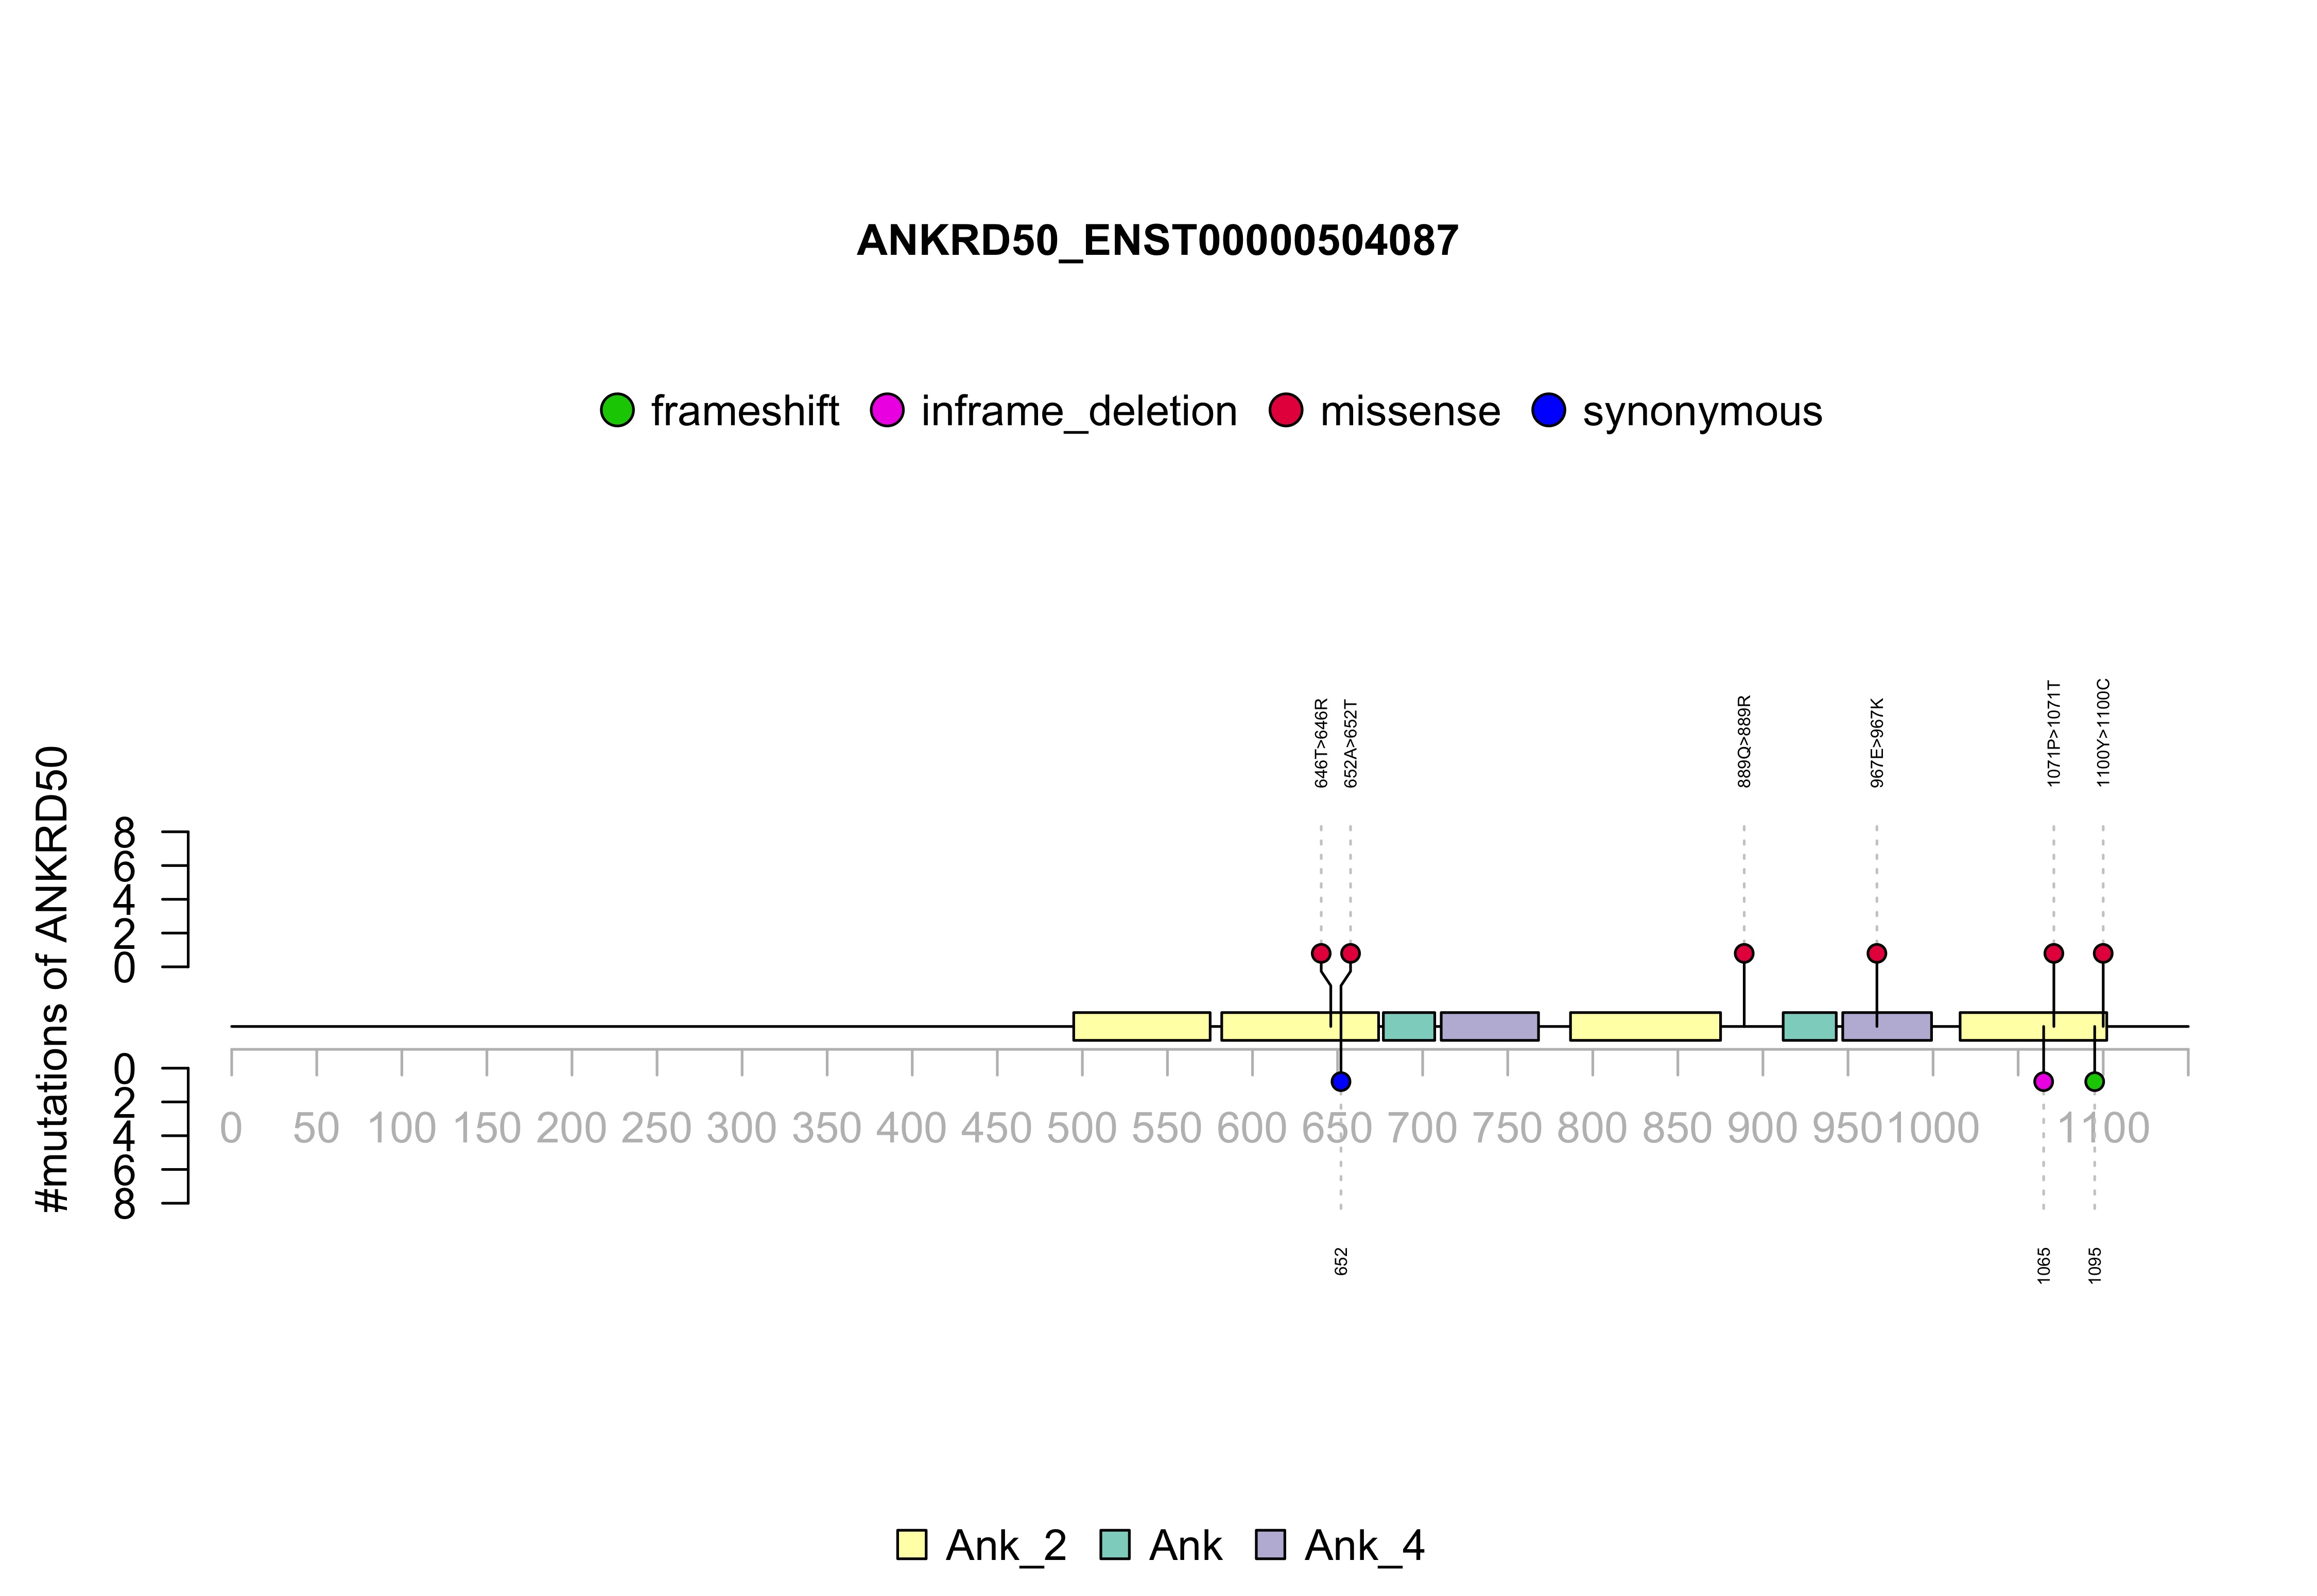 ANKRD50_ENST00000504087
frameshift inframe_deletion missense synonymous
646T>646R
652A>652T
889Q>889R
967E>967K
1071P>1071T
1100Y>1100C
#mutations of ANKRD50
8
6
4
2
0
0
2
4
6
8
0 50 100 150 200 250 300 350 400 450 500 550 600 650 700 750 800 850 900 950 1000 1100
652
1065
1095
Ank_2 Ank Ank_4